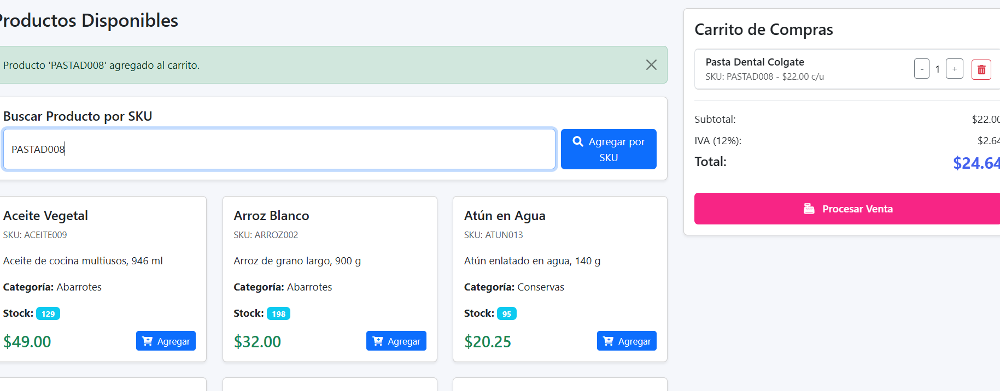 Productos Disponibles
Producto 'PASTAD008' agregado al carrito.
Buscar Producto por SKU
PASTAD008
Agregar por
SKU
Aceite Vegetal
SKU: ACEITE009
Aceite de cocina multiusos, 946 ml
Categoría: Abarrotes
Stock: 129
$49.00
Agregar
Arroz Blanco
SKU: ARROZ002
Arroz de grano largo, 900 g
Categoría: Abarrotes
Stock: 198
$32.00
Agregar
Atún en Agua
SKU: ATUN013
Atún enlatado en agua, 140 g
Categoría: Conservas
Stock: 95
$20.25
Agregar
Carrito de Compras
Pasta Dental Colgate
SKU: PASTAD008 - $22.00 c/u
- 1 +
Subtotal: $22.00
IVA (12%): $2.64
Total: $24.64
Procesar Venta